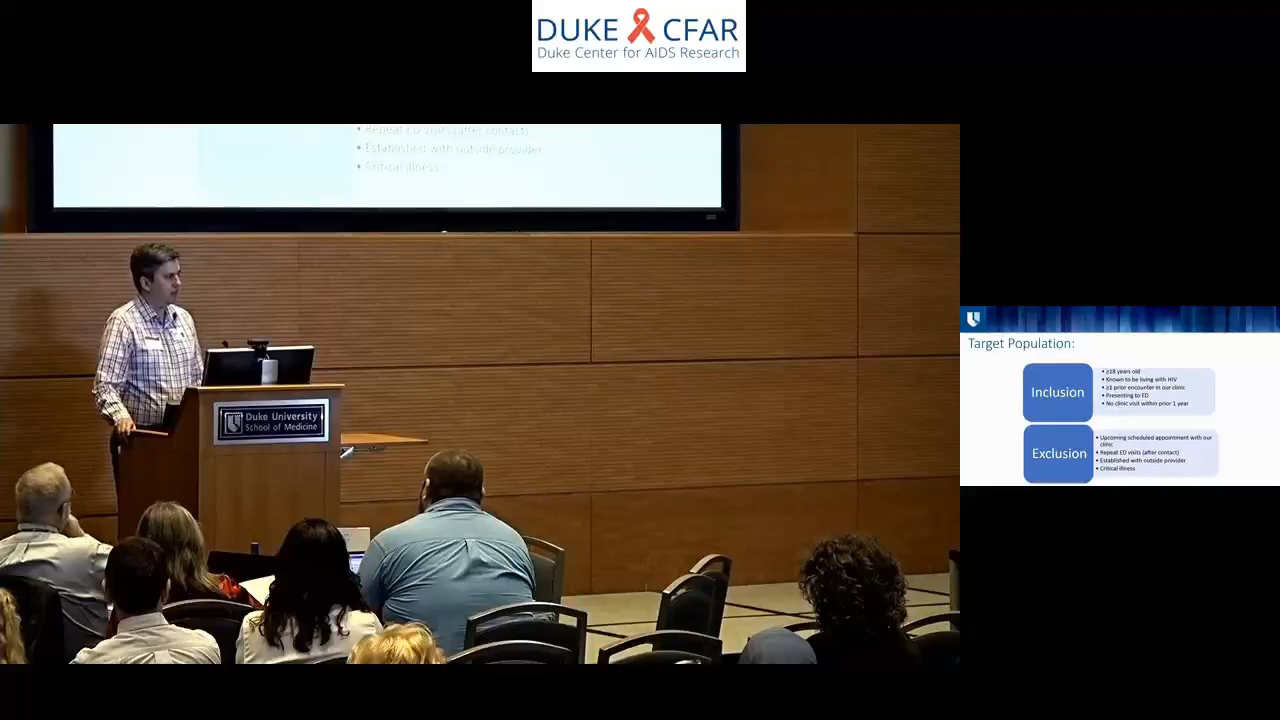 DUKE CFAR
Duke Center for AIDS Research
• Repeat ED visits (after contact)
• Established with outside provider
• Critical illness
Duke University
School of Medicine
Target Population:
Inclusion
• ≥18 years old
• Known to be living with HIV
• ≥1 prior encounter in our clinic
• Presenting to ED
• No clinic visit within prior 1 year
Exclusion
• Upcoming scheduled appointment with our
clinic
• Repeat ED visits (after contact)
• Established with outside provider
• Critical illness